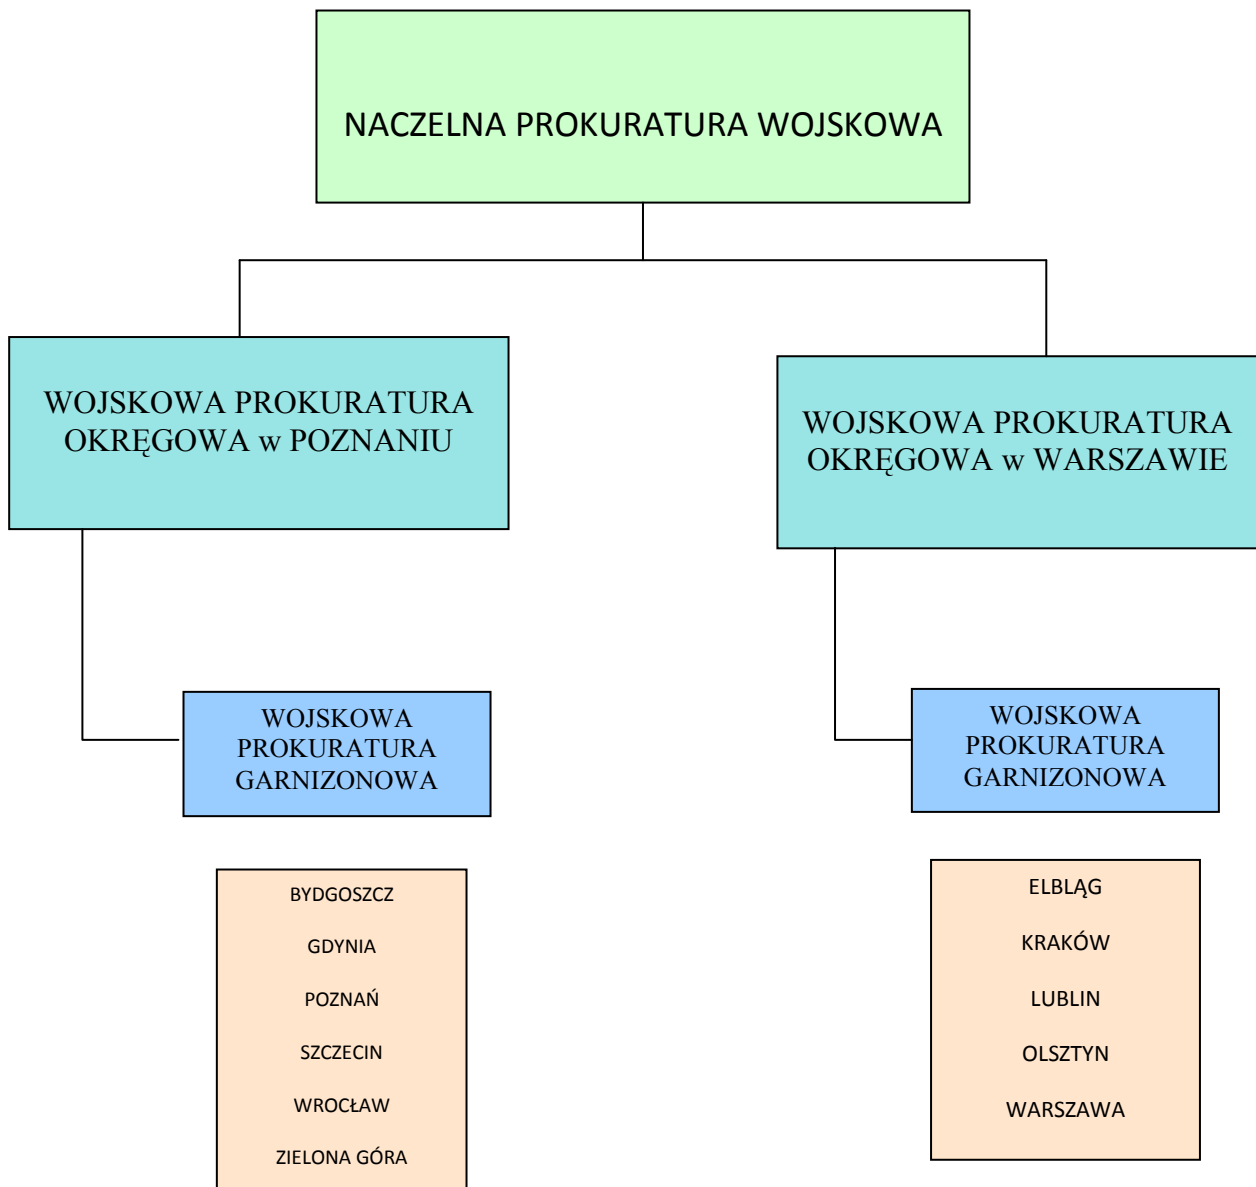 NACZELNA PROKURATURA WOJSKOWA
WOJSKOWA PROKURATURA
OKRĘGOWA w POZNANIU
WOJSKOWA PROKURATURA
OKRĘGOWA w WARSZAWIE
WOJSKOWA
PROKURATURA
GARNIZONOWA
WOJSKOWA
PROKURATURA
GARNIZONOWA
BYDGOSZCZ
GDYNIA
POZNAŃ
SZCZECIN
WROCŁAW
ZIELONA GÓRA
ELBLĄG
KRAKÓW
LUBLIN
OLSZTYN
WARSZAWA